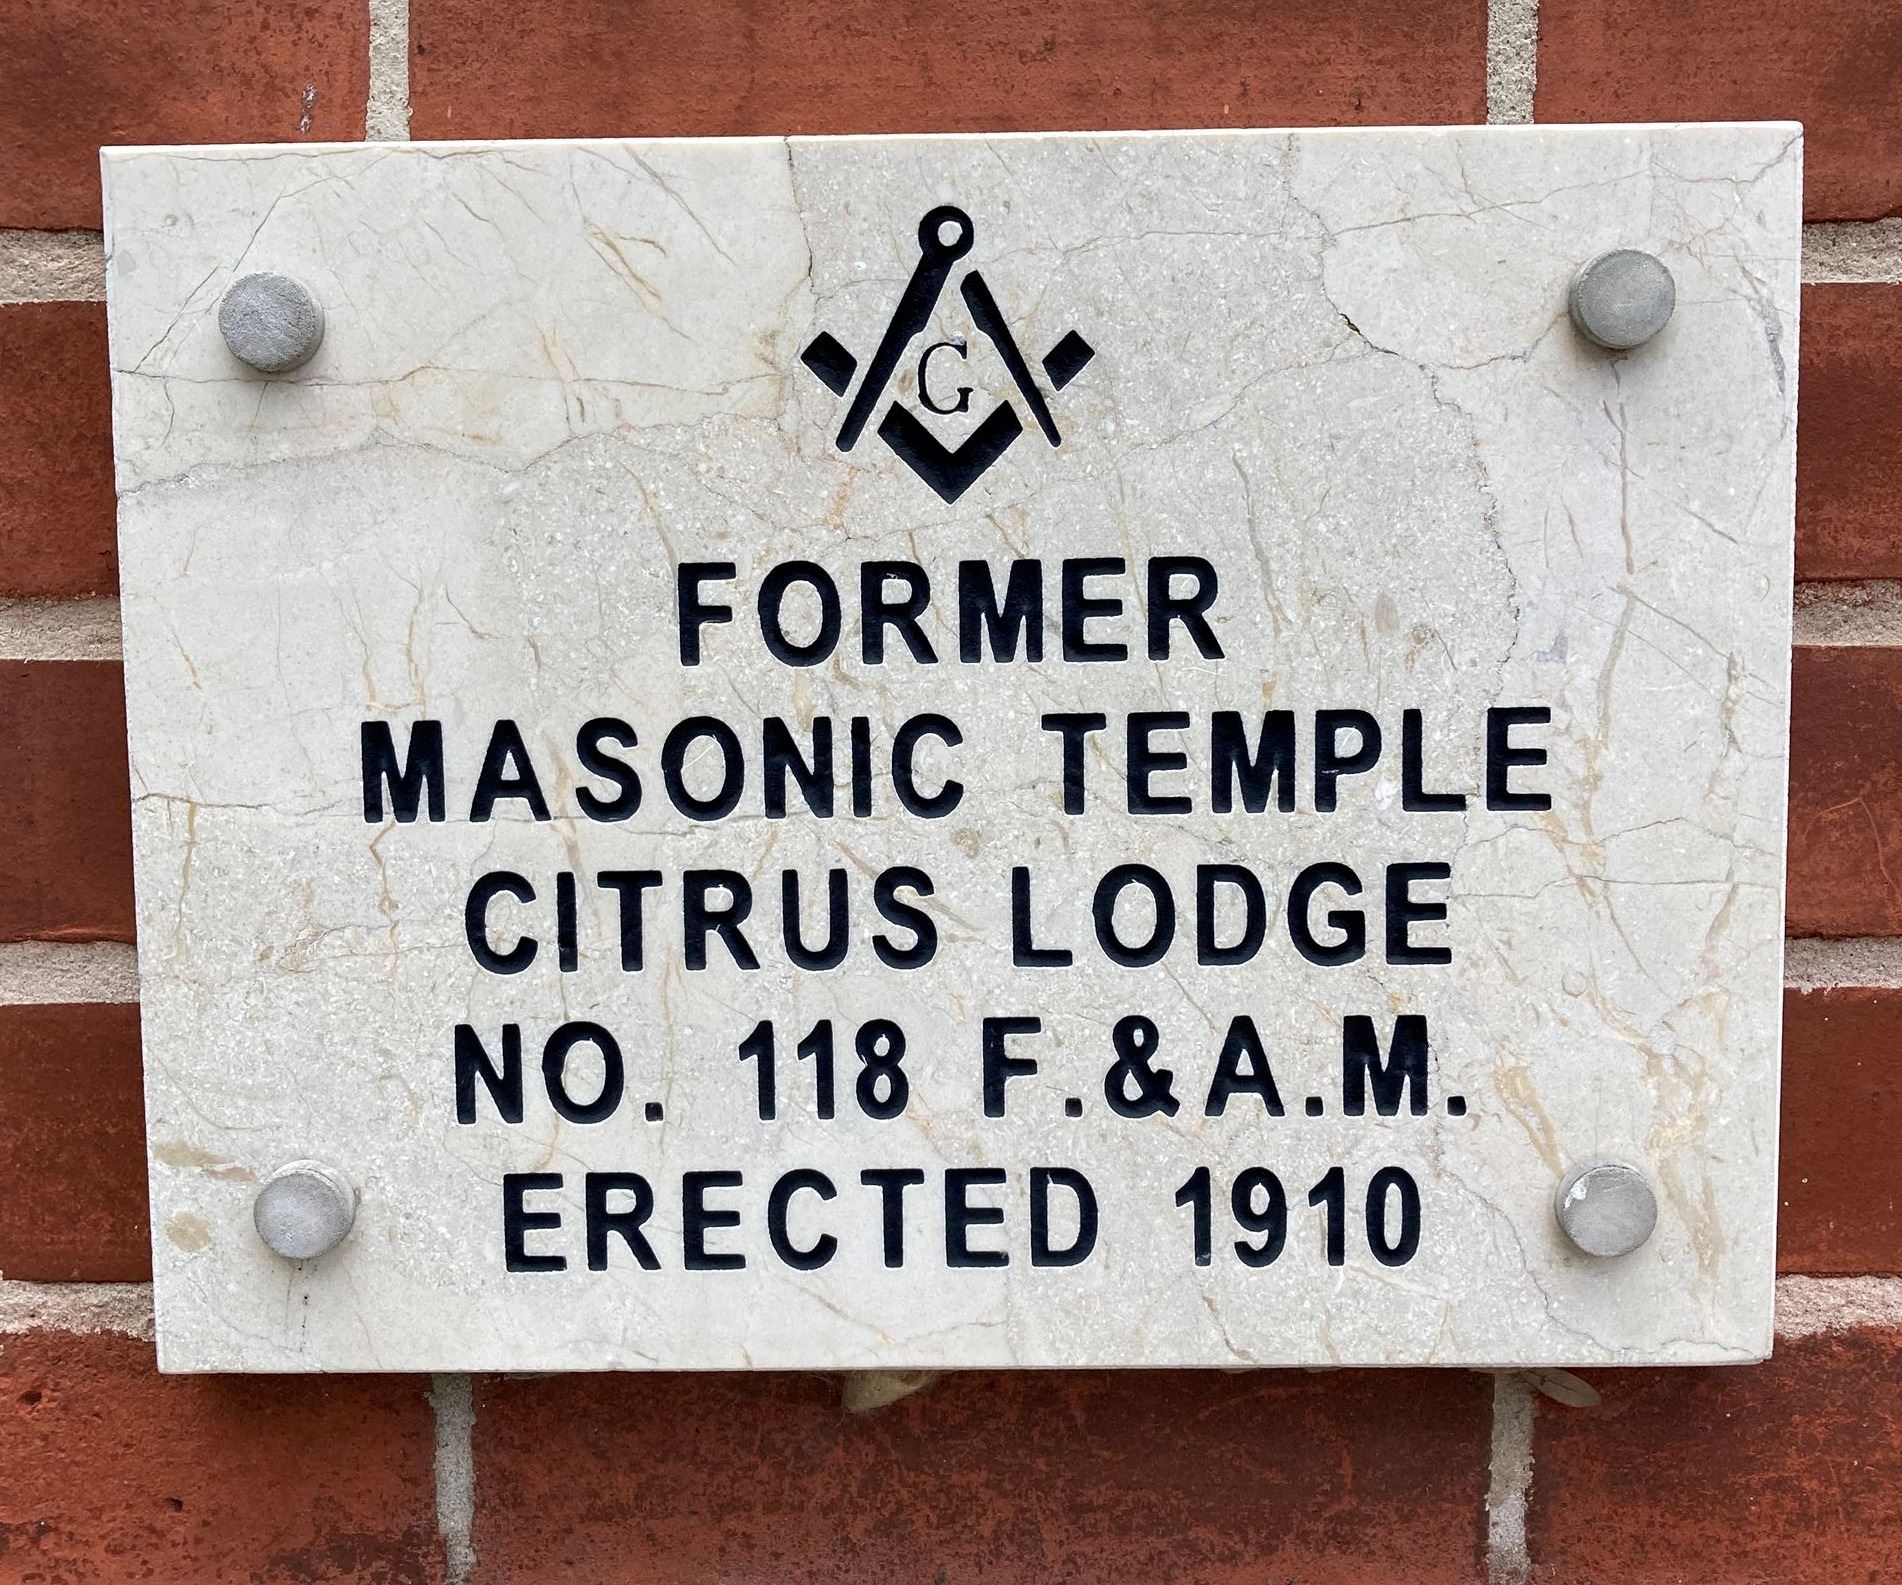 G
FORMER
MASONIC TEMPLE
CITRUS LODGE
NO. 118 F.&A.M.
ERECTED 1910